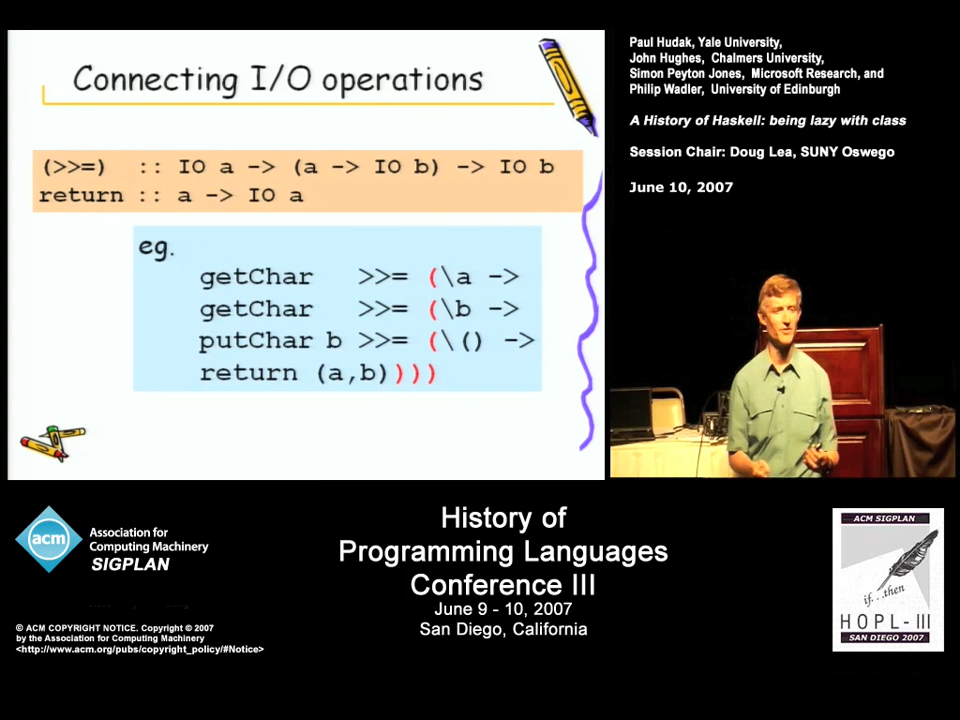 Connecting I/O operations
(>>=) :: IO a -> (a -> IO b) -> IO b
return :: a -> IO a
eg.
getChar >>= (\a ->
getChar >>= (\b ->
putChar b >>= (\() ->
return (a,b))))
Paul Hudak, Yale University,
John Hughes, Chalmers University,
Simon Peyton Jones, Microsoft Research, and
Philip Wadler, University of Edinburgh
A History of Haskell: being lazy with class
Session Chair: Doug Lea, SUNY Oswego
June 10, 2007
acm
Association for
Computing Machinery
SIGPLAN
© ACM COPYRIGHT NOTICE. Copyright © 2007
by the Association for Computing Machinery
<http://www.acm.org/pubs/copyright_policy/#Notice>
History of
Programming Languages
Conference III
June 9 - 10, 2007
San Diego, California
ACM SIGPLAN
if. . .then
HOPL-III
SAN DIEGO 2007